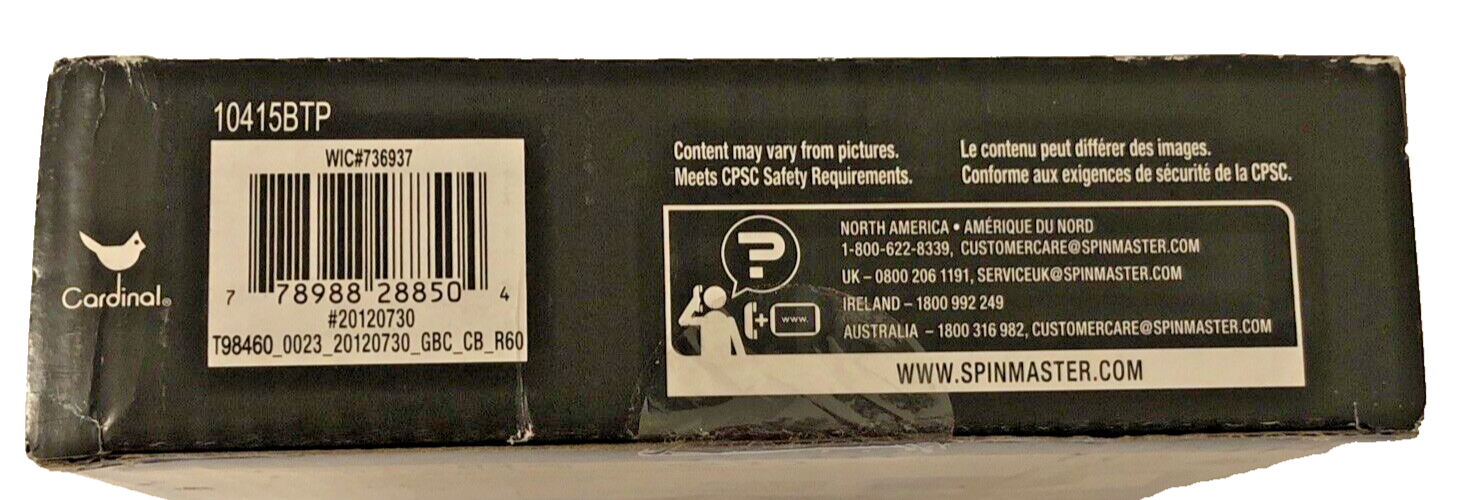 10415BTP
WIC#736937
7 78988 28850 4
#20120730
T98460_0023_20120730_GBC_CB_R60
Cardinal®
Content may vary from pictures.
Meets CPSC Safety Requirements.
Le contenu peut différer des images.
Conforme aux exigences de sécurité de la CPSC.
?
+
www.
NORTH AMERICA • AMÉRIQUE DU NORD
1-800-622-8339, CUSTOMERCARE@SPINMASTER.COM
UK – 0800 206 1191, SERVICEUK@SPINMASTER.COM
IRELAND – 1800 992 249
AUSTRALIA – 1800 316 982, CUSTOMERCARE@SPINMASTER.COM
WWW.SPINMASTER.COM